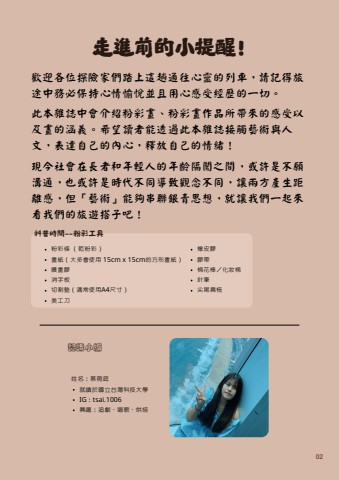 走進前的小提醒!
歡迎各位探險家們踏上這趟通往心靈的列車，請記得旅
途中務必保持心情愉悅並且用心感受經歷的一切。
此本雜誌中會介紹粉彩畫、粉彩畫作品所帶來的感受以
及畫的涵義。希望讀者能透過此本雜誌接觸藝術與人
文，表達自己的內心，釋放自己的情緒！
現今社會在長者和年輕人的年齡隔閡之間，或許是不願
溝通，也或許是時代不同導致觀念不同，讓兩方產生距
離感，但「藝術」能夠串聯銀青思想，就讓我們一起來
看我們的旅遊搭子吧！
科普時間--粉彩工具
粉彩條（乾粉彩）
畫紙（大多會使用 15cm x 15cm的方形畫紙）
噴畫膠
消字板
切割墊（通常使用A4尺寸）
美工刀
橡皮擦
膠帶
棉花棒／化妝棉
針筆
尖尾調棒
認識小編
姓名：蔡
就讀於國立台灣科技大學
IG : tsai.1006
興趣：追劇、唱歌、烘焙
02